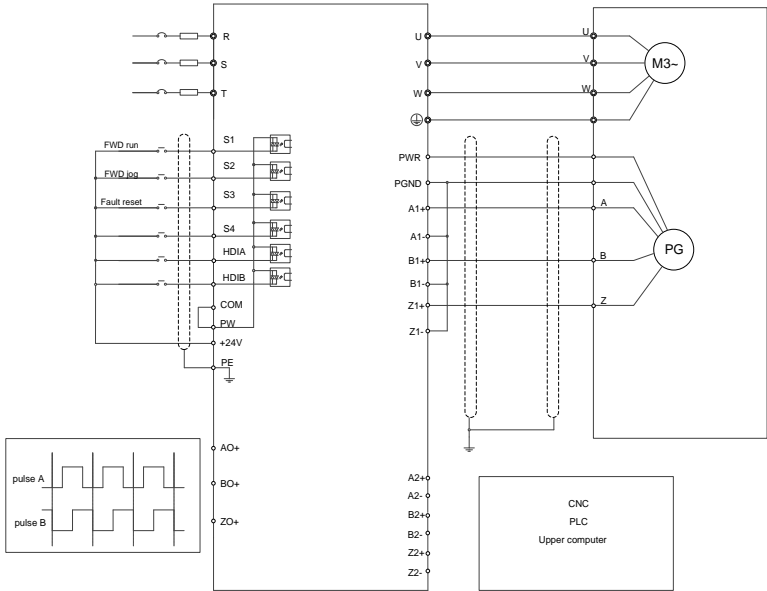 R
S
T
S1
FWD run
S2
FWD jog
S3
Fault reset
S4
HDIA
HDIB
COM
PW
+24V
PE
AO+
BO+
ZO+
pulse A
pulse B
U
V
W
PWR
PGND
A1+
A1-
B1+
B1-
Z1+
Z1-
A2+
A2-
B2+
B2-
Z2+
Z2-
U
V
W
M3~
A
B
Z
PG
CNC
PLC
Upper computer